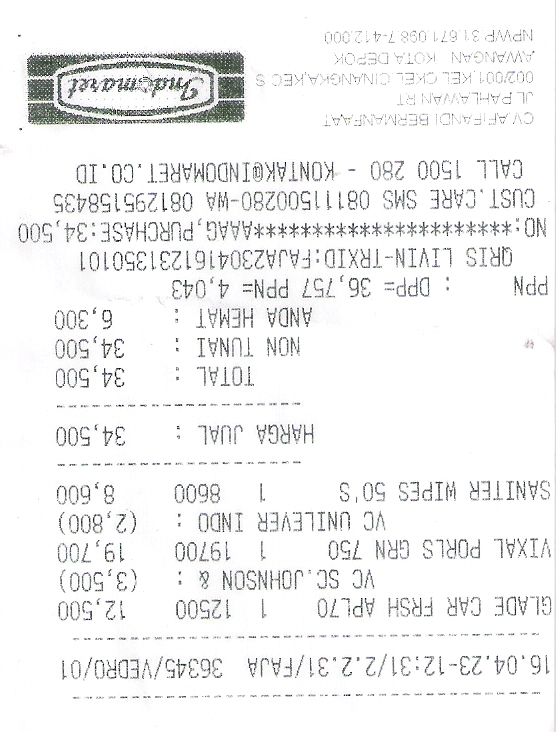 16.04.23-12:31/2.2.31/FAJA 36345/VEDRO/01
GLADE CAR FRSH APL70 1 12500 12,500
VC SC.JOHNSON & : (3,500)
VIXAL PORLS GRN 750 1 19700 19,700
VC UNILEVER INDO : (2,800)
SANITER WIPES 50'S 1 8600 8,600
HARGA JUAL : 34,500
TOTAL : 34,500
NON TUNAI : 34,500
ANDA HEMAT : 6,300
PPN : DPP= 36,757 PPN= 4,043
QRIS LIVIN-TRXID:FAJA23041612313501​01
NO:**********************AAAG,PURCHASE:34,500
CUST.CARE SMS 08111500280-WA 081295158435
CALL 1500 280 - KONTAK@INDOMARET.CO.ID
CV.AFIFANDI BERMANFAAT
JL PAHLAWAN RT
002/001,KEL CKEL CINANGKA,KEC S
AWANGAN KOTA DEPOK
NPWP:31.671.098.7-412.000
Indomaret